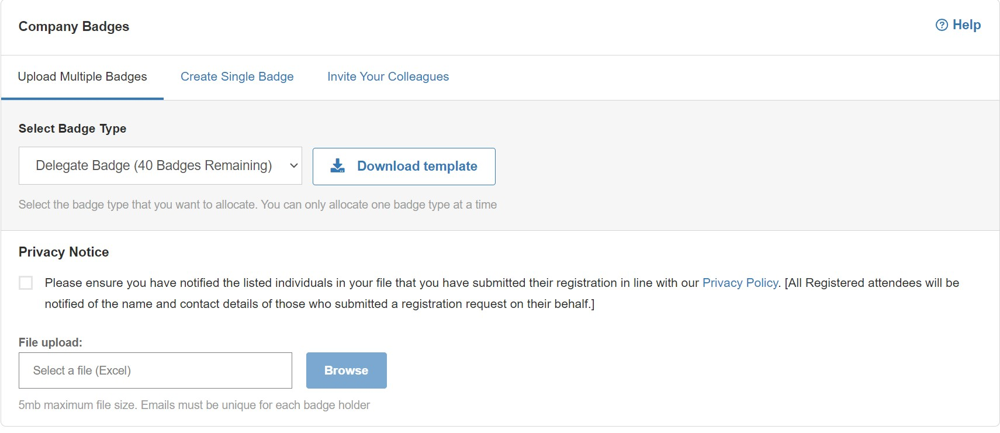 Company Badges
Help
Upload Multiple Badges
Create Single Badge
Invite Your Colleagues
Select Badge Type
Delegate Badge (40 Badges Remaining)
Download template
Select the badge type that you want to allocate. You can only allocate one badge type at a time
Privacy Notice
Please ensure you have notified the listed individuals in your file that you have submitted their registration in line with our Privacy Policy. [All Registered attendees will be
notified of the name and contact details of those who submitted a registration request on their behalf.]
File upload:
Select a file (Excel)
Browse
5mb maximum file size. Emails must be unique for each badge holder